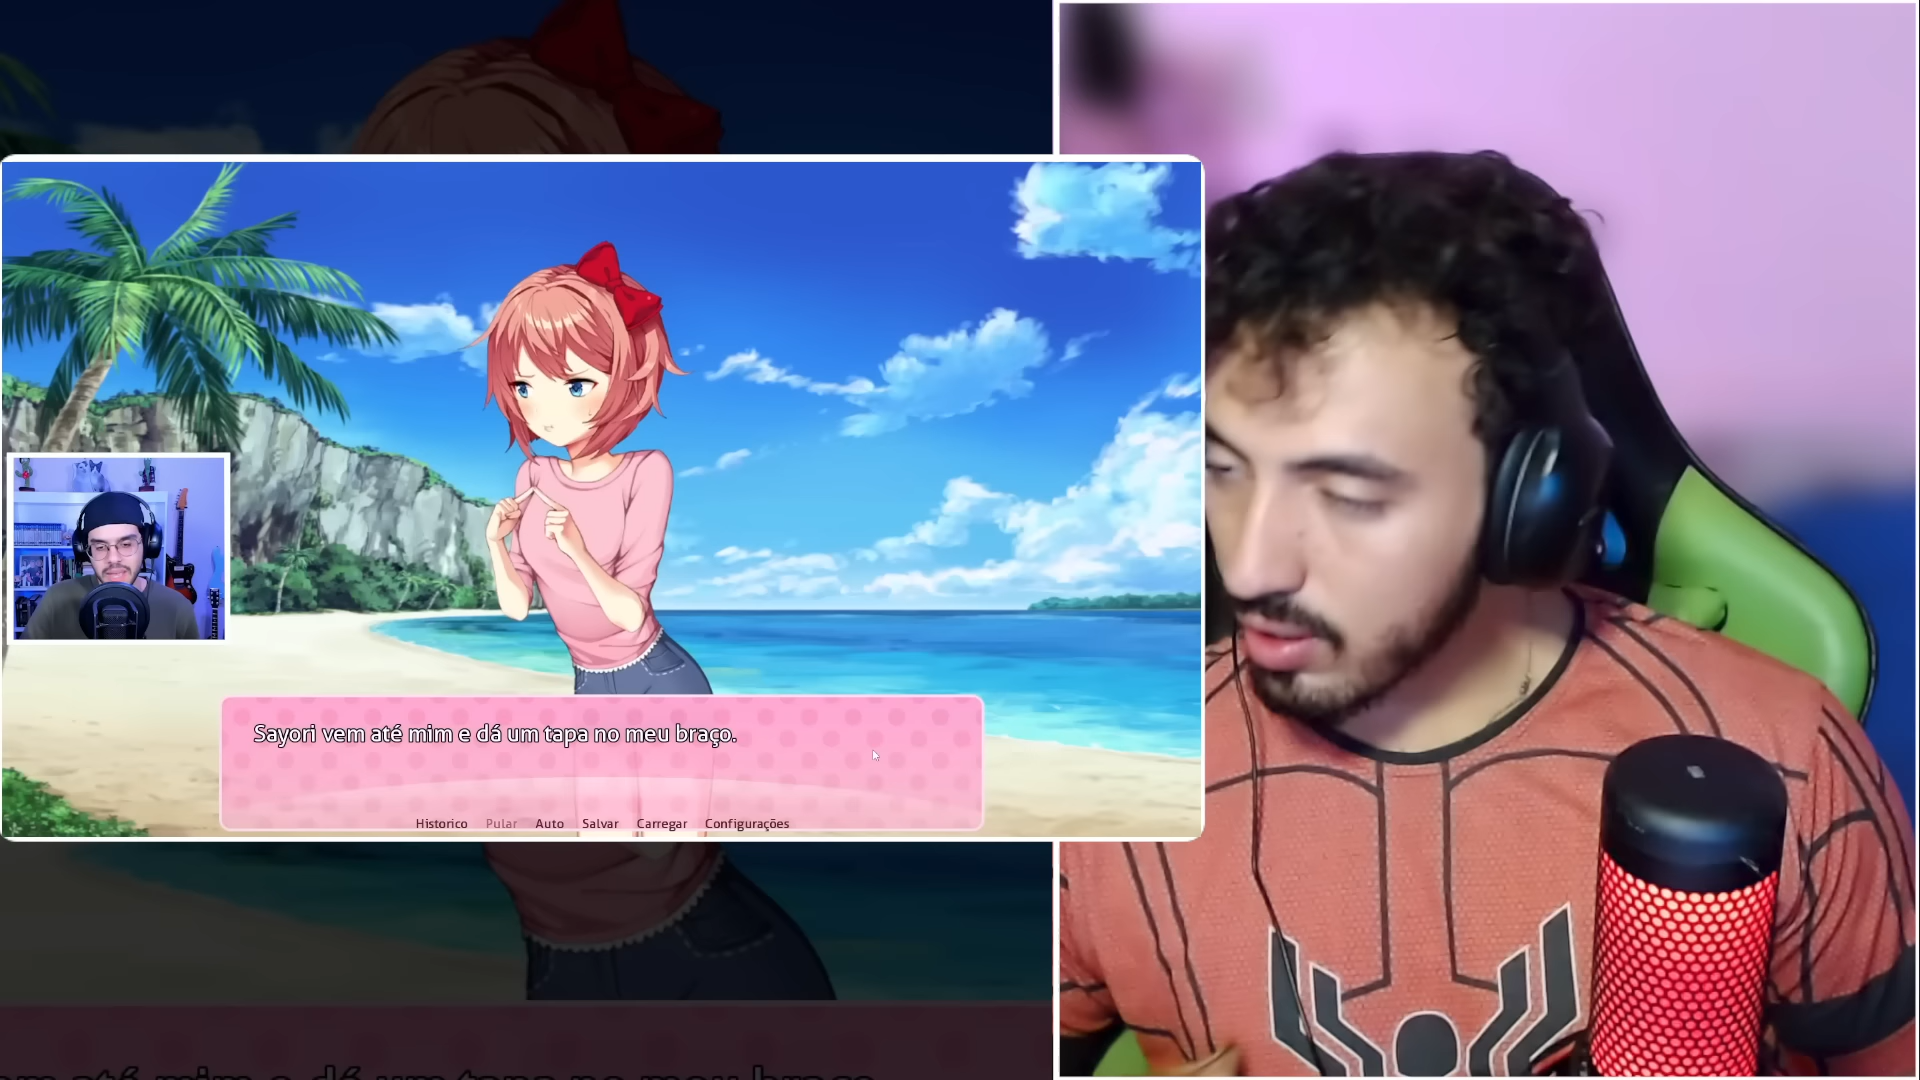 Sayori vem até mim e dá um tapa no meu braço.
Historico Pular Auto Salvar Carregar Configurações